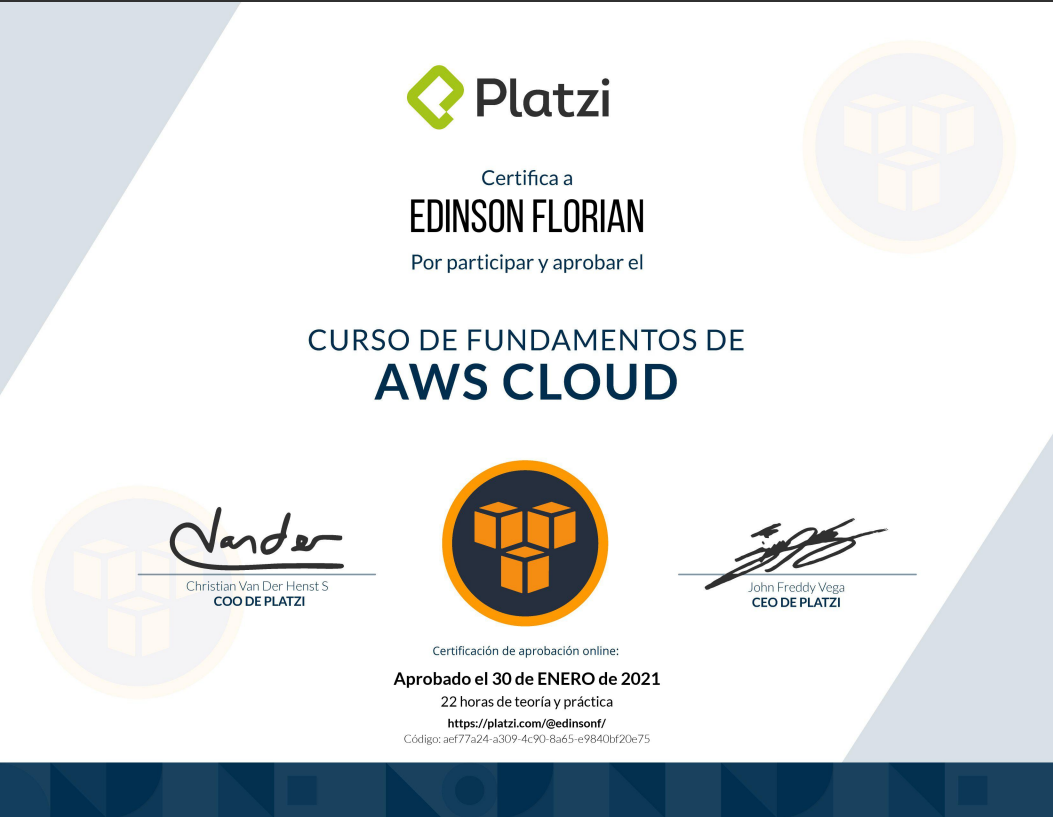 Platzi
Certifica a
EDINSON FLORIAN
Por participar y aprobar el
CURSO DE FUNDAMENTOS DE
AWS CLOUD
Vander
Christian Van Der Henst S
COO DE PLATZI
John Freddy Vega
CEO DE PLATZI
Certificación de aprobación online:
Aprobado el 30 de ENERO de 2021
22 horas de teoría y práctica
https://platzi.com/@edinsonf/
Código: aef77a24-a309-4c90-8a65-e9840bf20e75